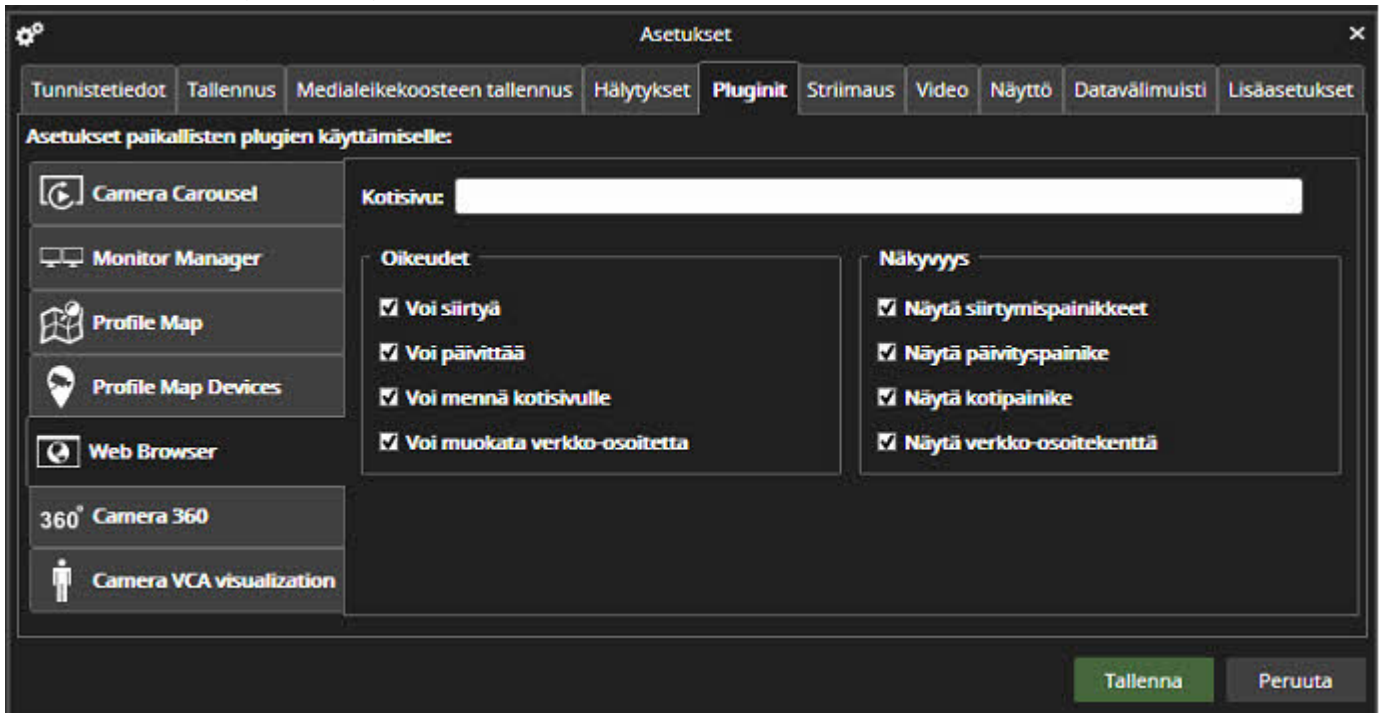 Asetukset
Tunnistetiedot Tallennus Medialeikekoosteen tallennus Hälytykset Pluginit Striimaus Video Näyttö Datavälimuisti Lisäasetukset
Asetukset paikallisten plugien käyttämiselle:
Camera Carousel
Monitor Manager
Profile Map
Profile Map Devices
Web Browser
360° Camera 360
Camera VCA visualization
Kotisivu:
Oikeudet
Voi siirtyä
Voi päivittää
Voi mennä kotisivulle
Voi muokata verkko-osoitetta
Näkyvyys
Näytä siirtymispainikkeet
Näytä päivityspainike
Näytä kotipainike
Näytä verkko-osoitekenttä
Tallenna Peruuta